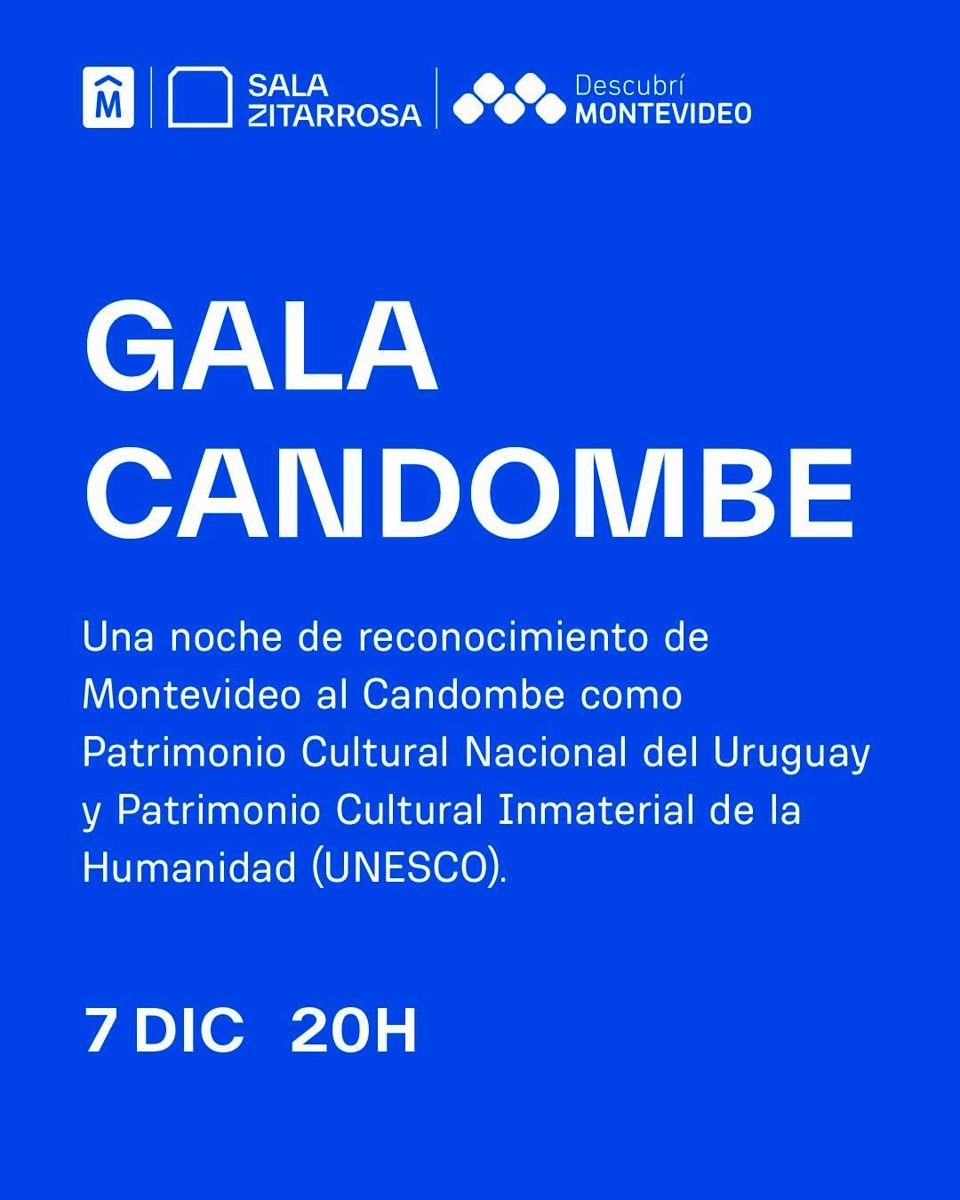 M
SALA
ZITARROSA
Descubrí
MONTEVIDEO
GALA
CANDOMBE
Una noche de reconocimiento de
Montevideo al Candombe como
Patrimonio Cultural Nacional del Uruguay
y Patrimonio Cultural Inmaterial de la
Humanidad (UNESCO).
7 DIC 20H